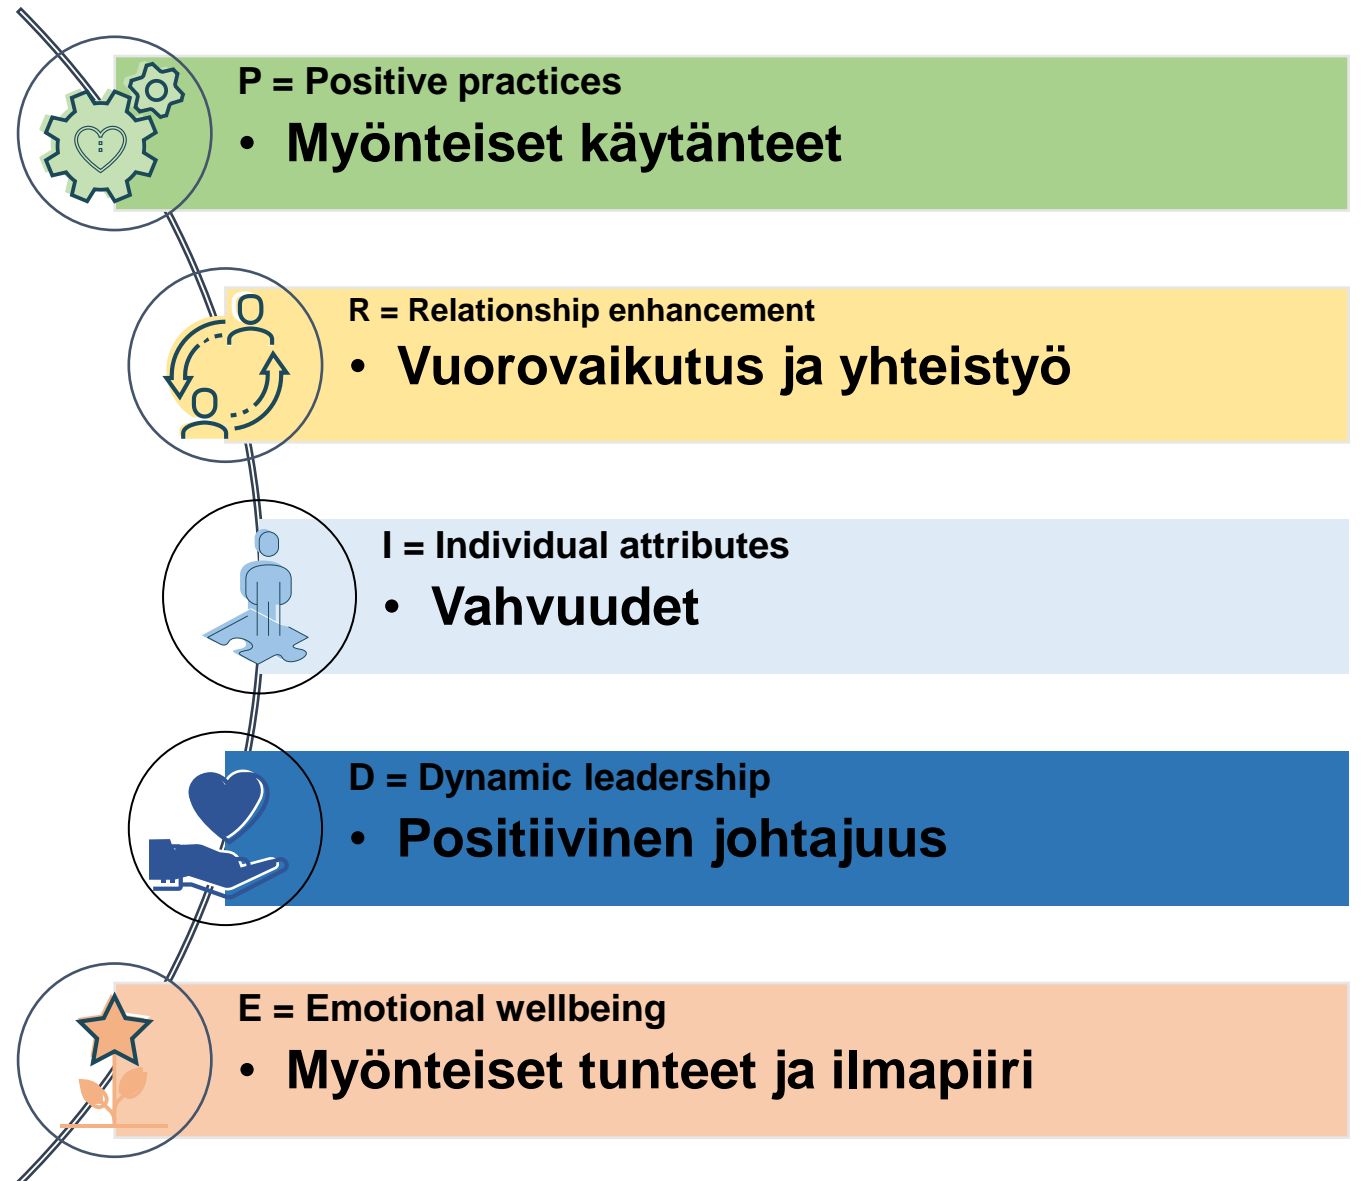 P = Positive practices
• Myönteiset käytänteet
R = Relationship enhancement
• Vuorovaikutus ja yhteistyö
I = Individual attributes
• Vahvuudet
D = Dynamic leadership
• Positiivinen johtajuus
E = Emotional wellbeing
• Myönteiset tunteet ja ilmapiiri